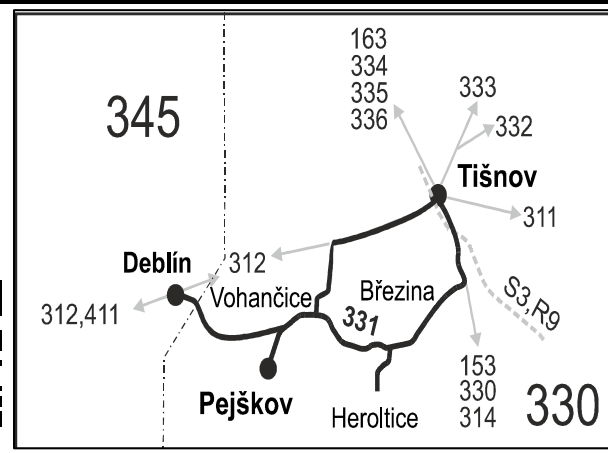 163
334
335
336
333
332
345
Tišnov
311
Deblín
312
S3,R9
Vohančice
Březina
312,411
331
153
330
314
Pejškov
Heroltice
330